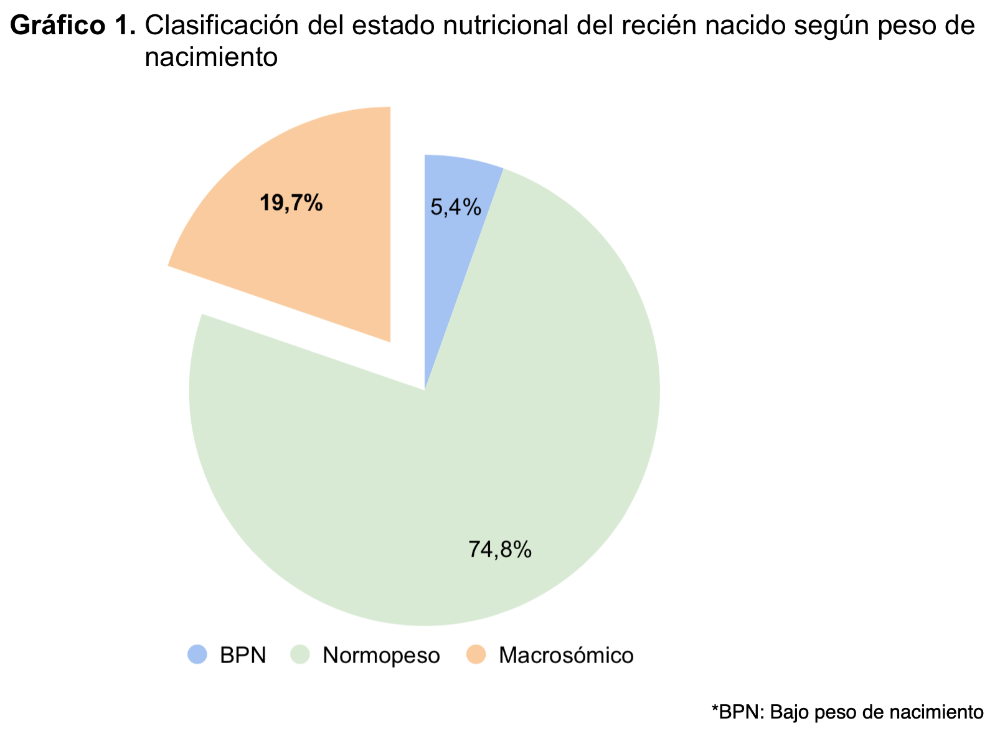 Gráfico 1. Clasificación del estado nutricional del recién nacido según peso de
nacimiento
19,7%
5,4%
74,8%
BPN Normopeso Macrosómico
*BPN: Bajo peso de nacimiento